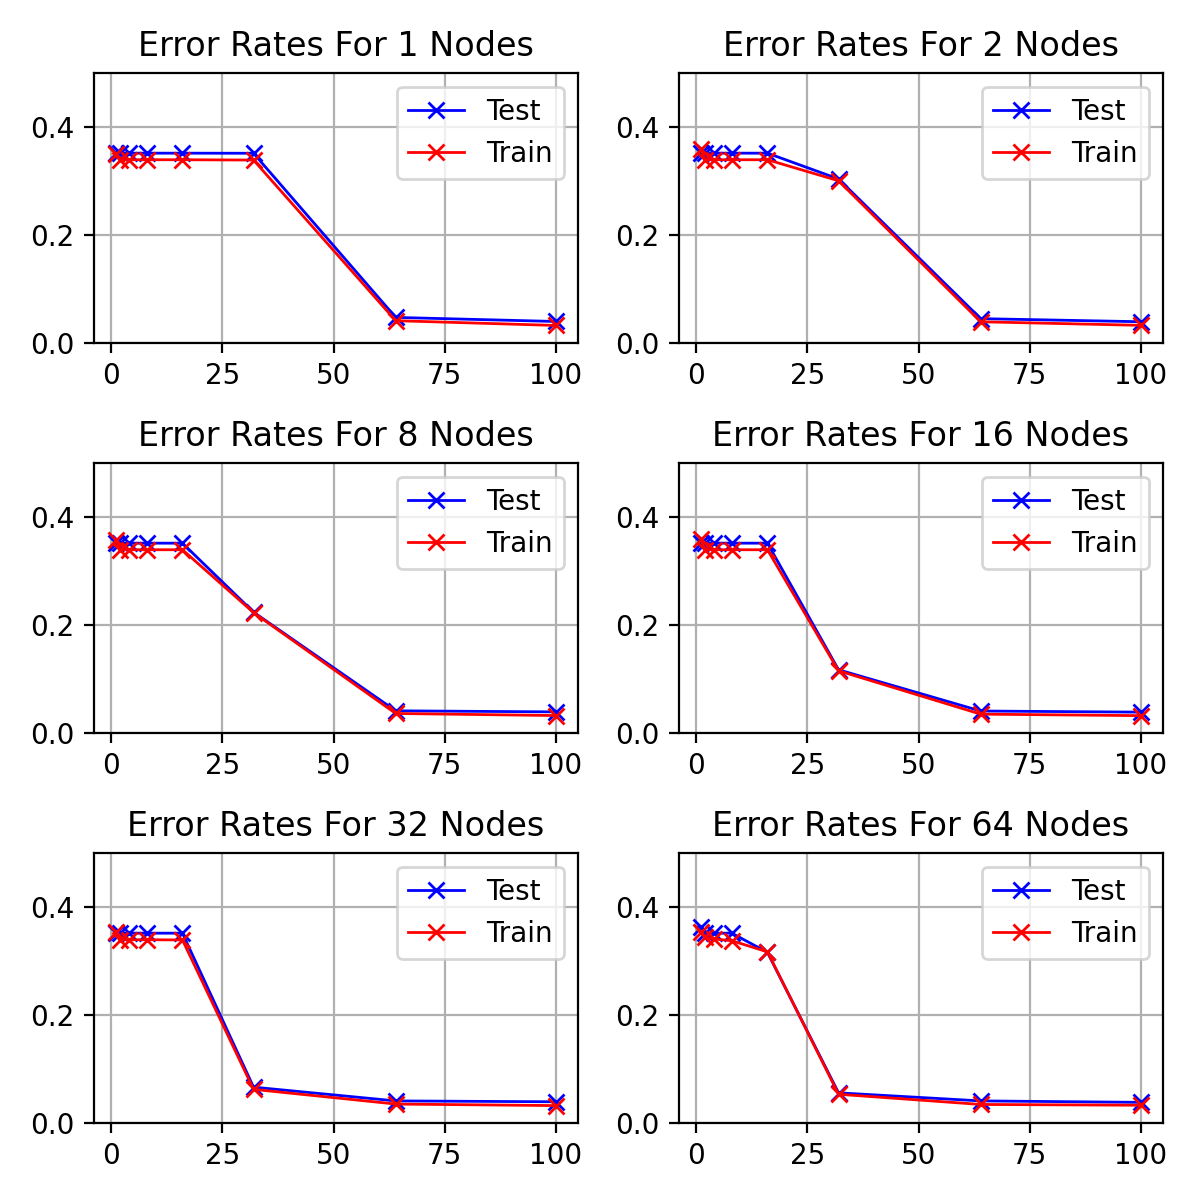 Error Rates For 1 Nodes
Test
Train
0.4
0.2
0.0
0 25 50 75 100
Error Rates For 2 Nodes
Test
Train
0.4
0.2
0.0
0 25 50 75 100
Error Rates For 8 Nodes
Test
Train
0.4
0.2
0.0
0 25 50 75 100
Error Rates For 16 Nodes
Test
Train
0.4
0.2
0.0
0 25 50 75 100
Error Rates For 32 Nodes
Test
Train
0.4
0.2
0.0
0 25 50 75 100
Error Rates For 64 Nodes
Test
Train
0.4
0.2
0.0
0 25 50 75 100